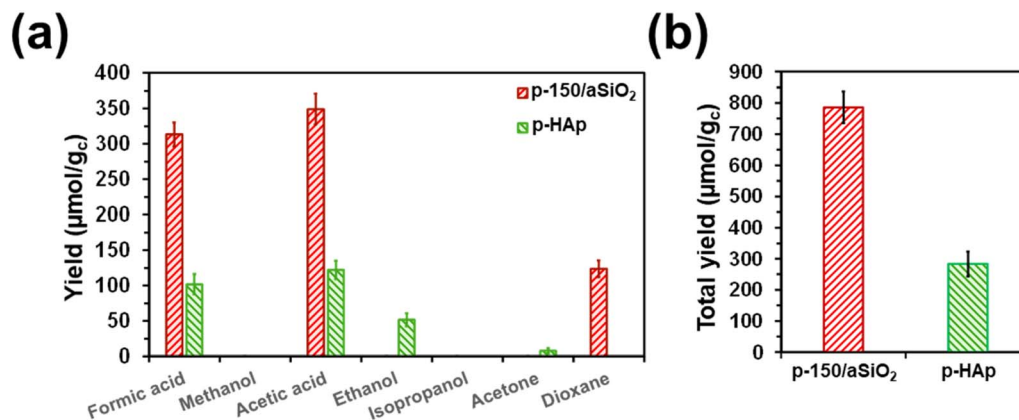 (a)
Yield (μmol/gc)
400
350
300
250
200
150
100
50
0
p-150/aSiO2
p-HAp
Formic acid
Methanol
Acetic acid
Ethanol
Isopropanol
Acetone
Dioxane
(b)
Total yield (μmol/gc)
900
800
700
600
500
400
300
200
100
0
p-150/aSiO2
p-HAp